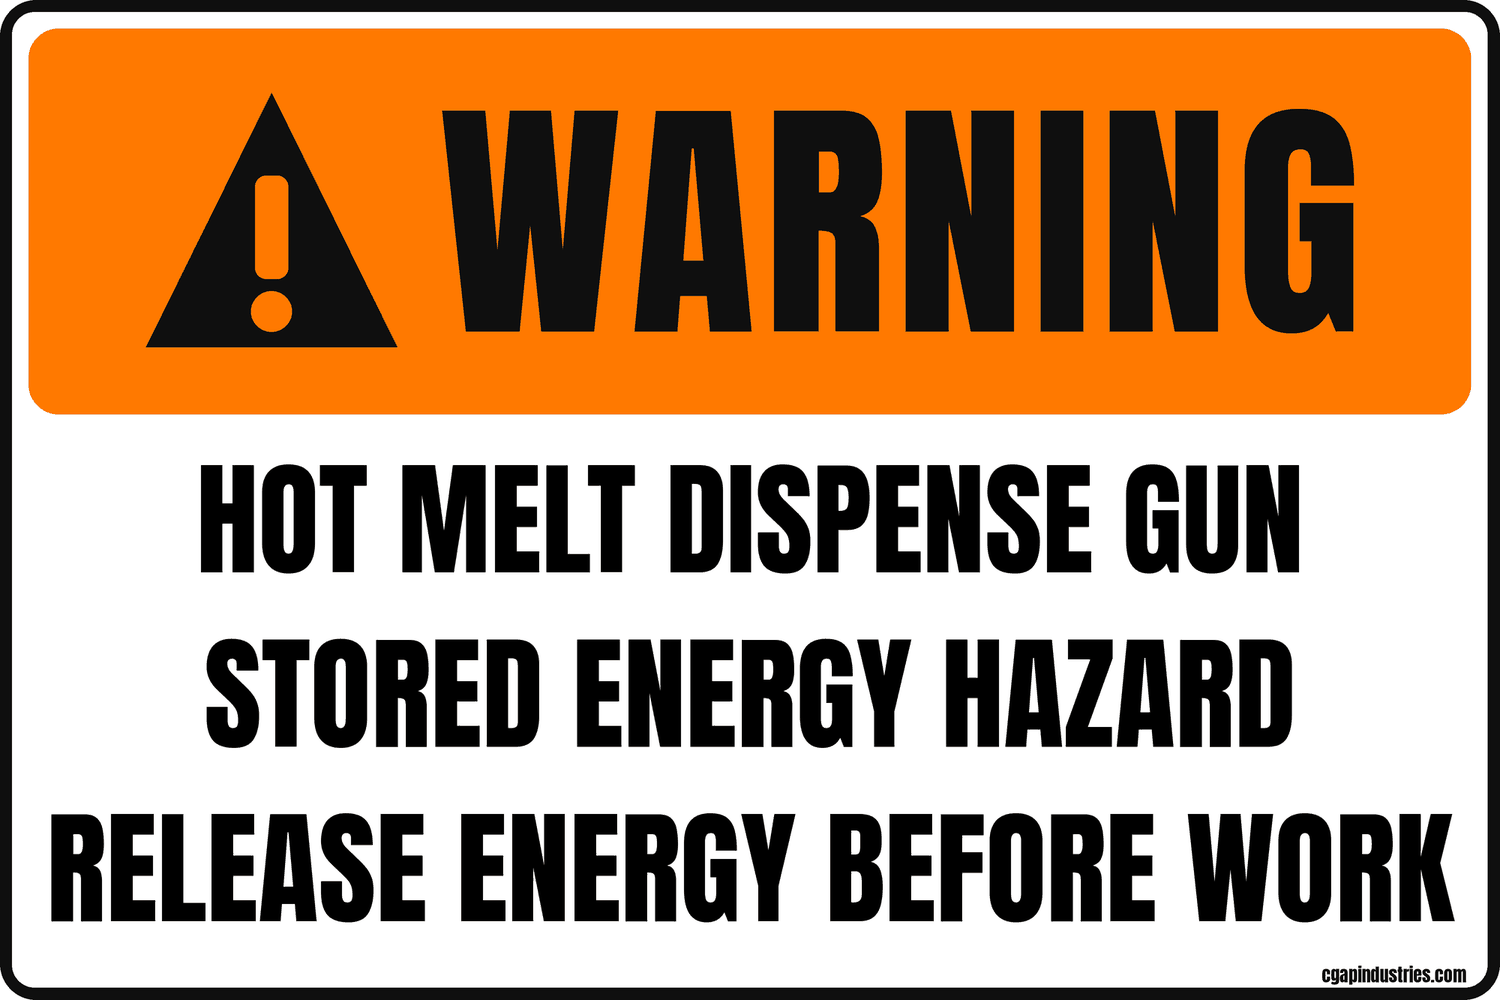 WARNING
HOT MELT DISPENSE GUN
STORED ENERGY HAZARD
RELEASE ENERGY BEFORE WORK
cgapindustries.com